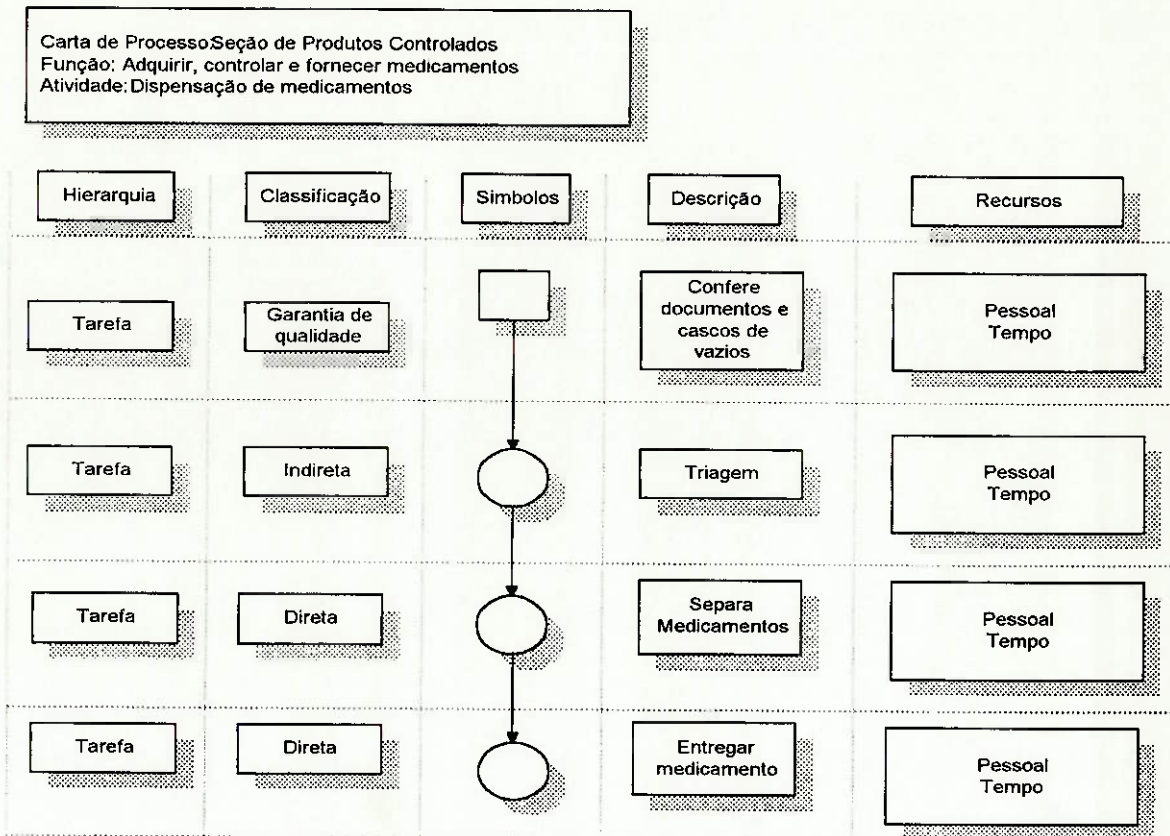 Carta de Processo:Seção de Produtos Controlados
Função: Adquirir, controlar e fornecer medicamentos
Atividade: Dispensação de medicamentos
Hierarquia
Classificação
Simbolos
Descrição
Recursos
Tarefa
Garantia de
qualidade
Confere
documentos e
cascos de
vazios
Pessoal
Tempo
Tarefa
Indireta
Triagem
Pessoal
Tempo
Tarefa
Direta
Separa
Medicamentos
Pessoal
Tempo
Tarefa
Direta
Entregar
medicamento
Pessoal
Tempo